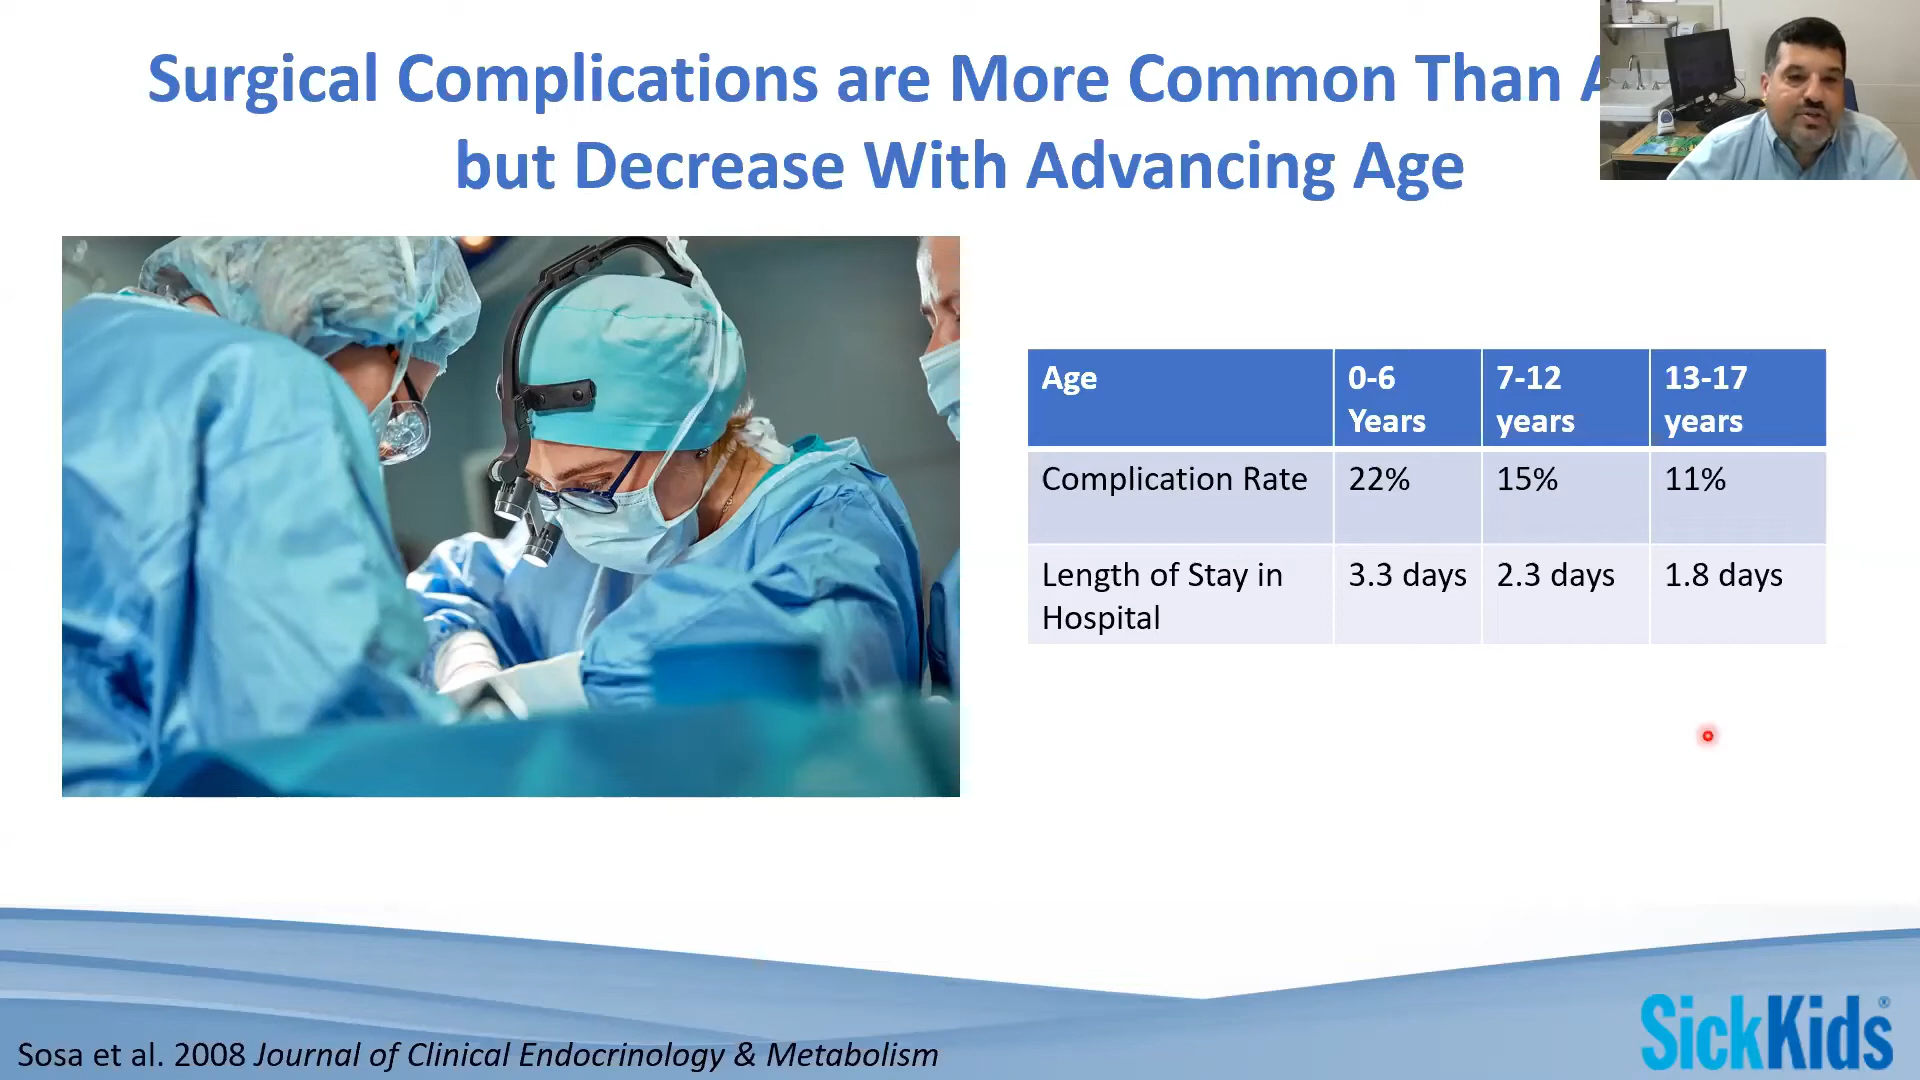 Surgical Complications are More Common Than
but Decrease With Advancing Age
Age
0-6 Years
7-12 years
13-17 years
Complication Rate
22%
15%
11%
Length of Stay in Hospital
3.3 days
2.3 days
1.8 days
Sosa et al. 2008 Journal of Clinical Endocrinology & Metabolism
SickKids®